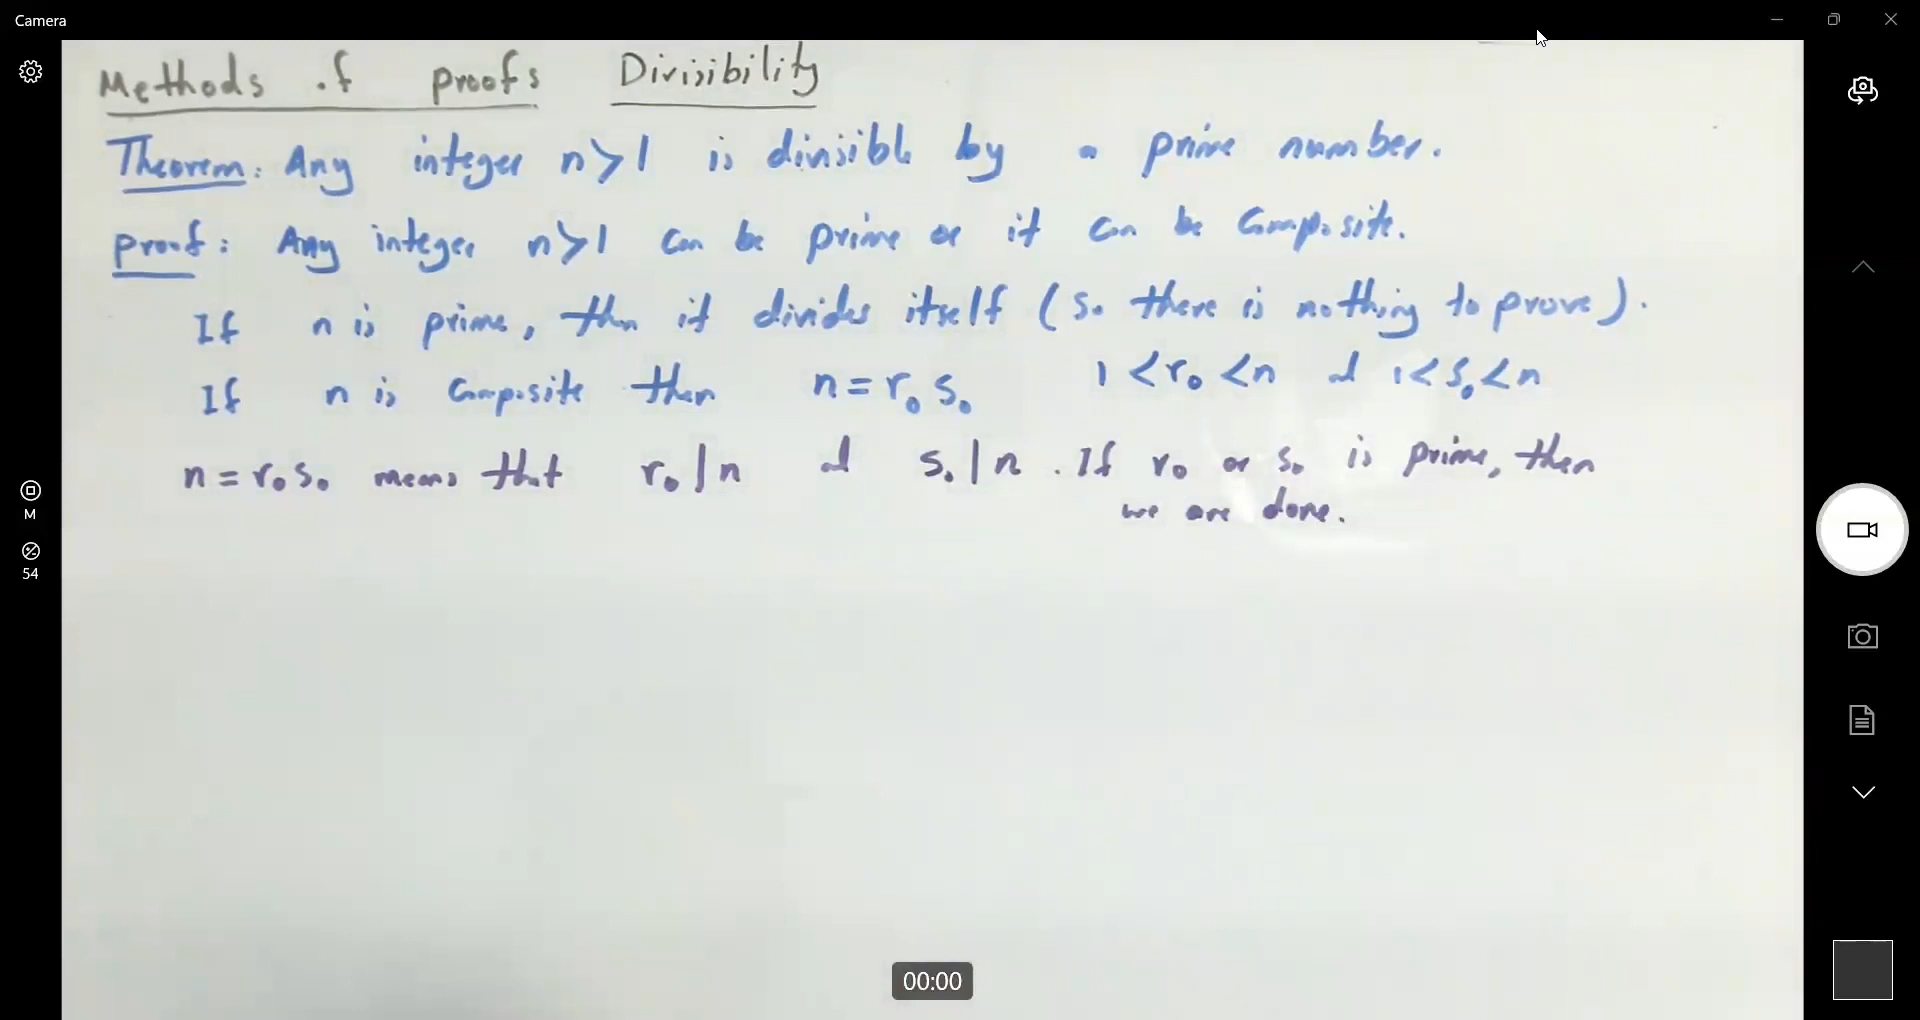 Camera
Methods of proofs Divisibility
Theorem: Any integer n>1 is divisible by a prime number.
proof: Any integer n>1 can be prime or it can be Composite.
If n is prime, then it divides itself (so there is nothing to prove).
If n is Composite then n = r₀ s₀ 1 < r₀ < n and 1 < s₀ < n
n = r₀ s₀ means that r₀ | n and s₀ | n. If r₀ or s₀ is prime, then
we are done.
M
54
00:00